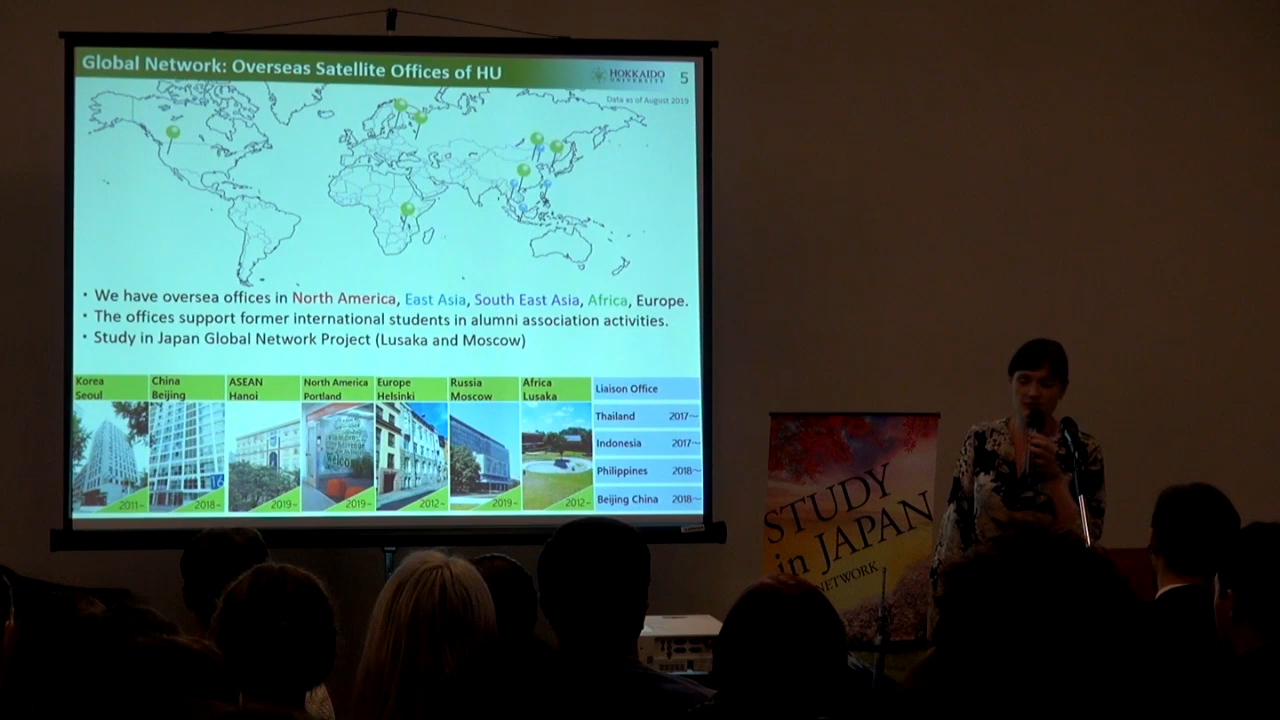 Global Network: Overseas Satellite Offices of HU
HOKKAIDO
UNIVERSITY
5
Data as of August 2019
• We have oversea offices in North America, East Asia, South East Asia, Africa, Europe.
• The offices support former international students in alumni association activities.
• Study in Japan Global Network Project (Lusaka and Moscow)
Korea
Seoul
2011~
China
Beijing
16
2018~
ASEAN
Hanoi
2019~
North America
Portland
Welcome
2019~
Europe
Helsinki
2012~
Russia
Moscow
2019~
Africa
Lusaka
2012~
Liaison Office
Thailand 2017~
Indonesia 2017~
Philippines 2018~
Beijing China 2018~
STUDY
in JAPAN
NETWORK